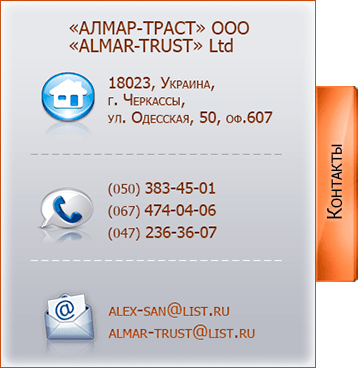 «АЛМАР-ТРАСТ» ООО
«ALMAR-TRUST» Ltd
18023, Украина,
г. Черкассы,
ул. Одесская, 50, оф.607
(050) 383-45-01
(067) 474-04-06
(047) 236-36-07
ALEX-SAN@LIST.RU
ALMAR-TRUST@LIST.RU
Контакты